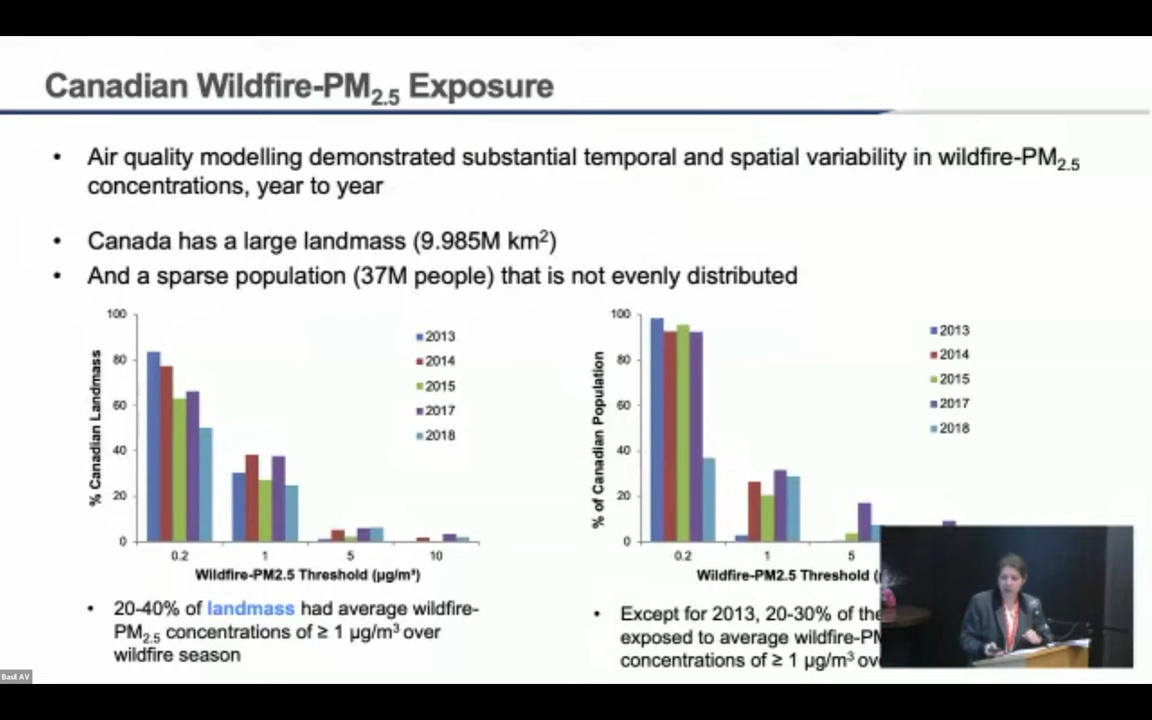 Canadian Wildfire-PM2.5 Exposure
• Air quality modelling demonstrated substantial temporal and spatial variability in wildfire-PM2.5
concentrations, year to year
• Canada has a large landmass (9.985M km²)
• And a sparse population (37M people) that is not evenly distributed
% Canadian Landmass
100
80
60
40
20
0
0.2 1 5 10
Wildfire-PM2.5 Threshold (µg/m³)
2013
2014
2015
2017
2018
% of Canadian Population
100
80
60
40
20
0
0.2 1 5
Wildfire-PM2.5 Threshold (
2013
2014
2015
2017
2018
• 20-40% of landmass had average wildfire-
PM2.5 concentrations of ≥ 1 µg/m³ over
wildfire season
• Except for 2013, 20-30% of the
exposed to average wildfire-PM
concentrations of ≥ 1 µg/m³
Basil AV